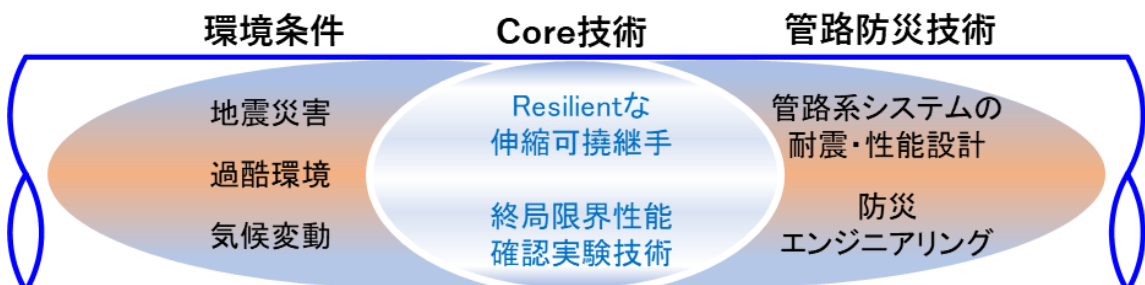 環境条件
Core技術
管路防災技術
地震災害
過酷環境
気候変動
Resilientな
伸縮可撓継手
終局限界性能
確認実験技術
管路系システムの
耐震・性能設計
防災
エンジニアリング